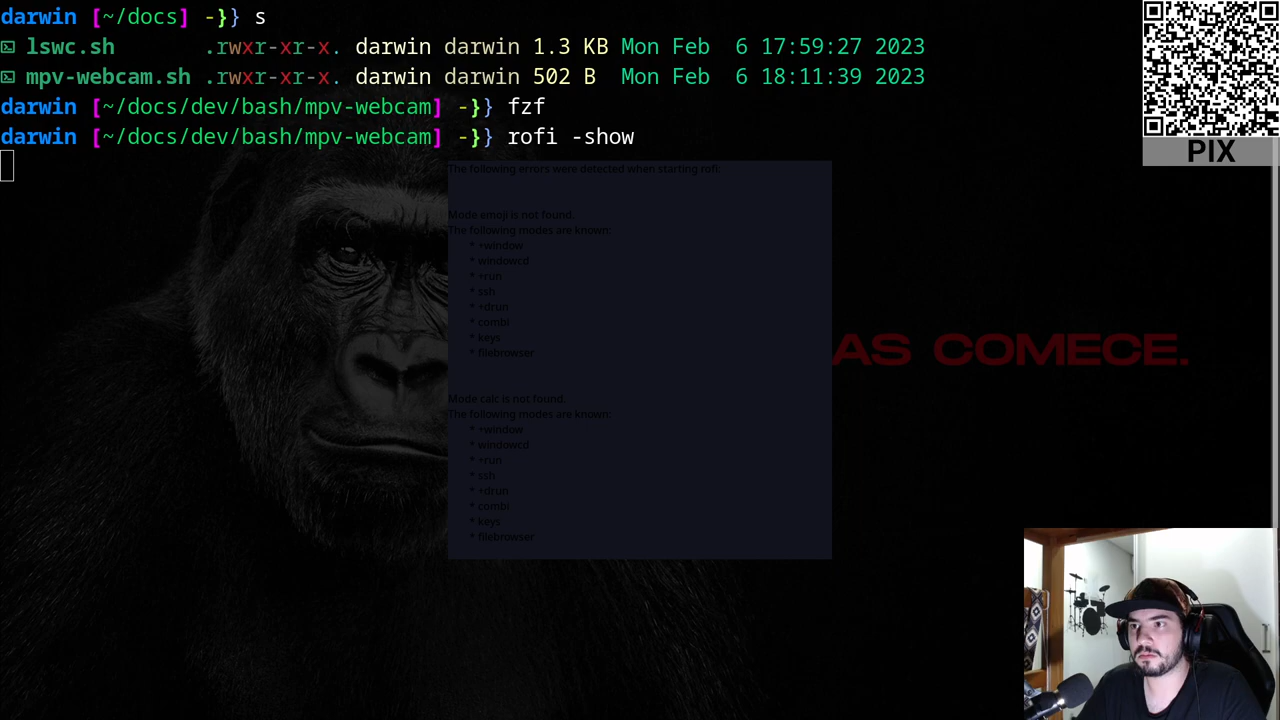 darwin [~/docs] -}} s
lswc.sh .rwxr-xr-x. darwin darwin 1.3 KB Mon Feb 6 17:59:27 2023
mpv-webcam.sh .rwxr-xr-x. darwin darwin 502 B Mon Feb 6 18:11:39 2023
darwin [~/docs/dev/bash/mpv-webcam] -}} fzf
darwin [~/docs/dev/bash/mpv-webcam] -}} rofi -show
PIX
The following errors were detected when starting rofi:
Mode emoji is not found.
The following modes are known:
* +window
* windowcd
* +run
* ssh
* +drun
* combi
* keys
* filebrowser
AS COMECE.
Mode calc is not found.
The following modes are known:
* +window
* windowcd
* +run
* ssh
* +drun
* combi
* keys
* filebrowser